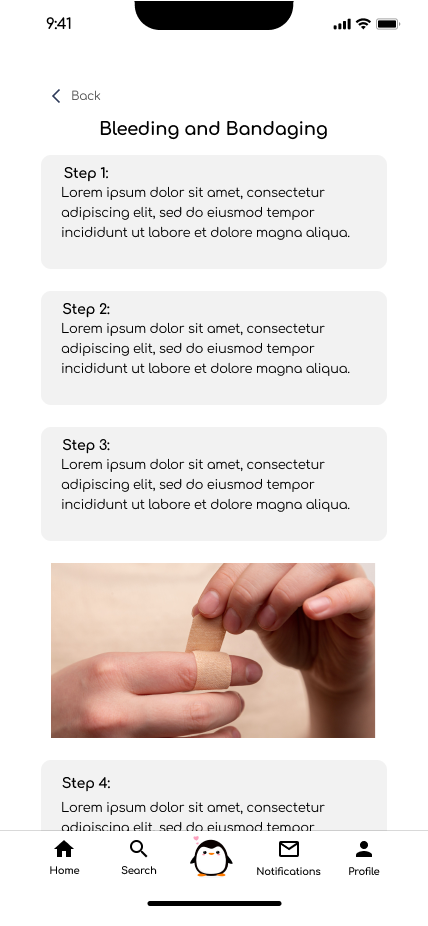 9:41
Back
Bleeding and Bandaging
Step 1:
Lorem ipsum dolor sit amet, consectetur
adipiscing elit, sed do eiusmod tempor
incididunt ut labore et dolore magna aliqua.
Step 2:
Lorem ipsum dolor sit amet, consectetur
adipiscing elit, sed do eiusmod tempor
incididunt ut labore et dolore magna aliqua.
Step 3:
Lorem ipsum dolor sit amet, consectetur
adipiscing elit, sed do eiusmod tempor
incididunt ut labore et dolore magna aliqua.
Step 4:
Lorem ipsum dolor sit amet, consectetur
adipiscing elit, sed do eiusmod tempor
Home
Search
Notifications
Profile